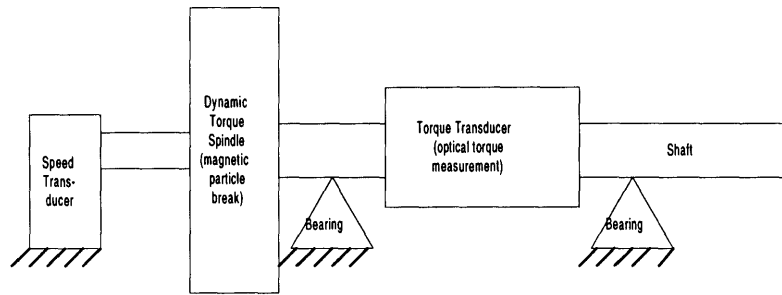 Speed
Trans-
ducer
Dynamic
Torque
Spindle
(magnetic
particle
break)
Bearing
Torque Transducer
(optical torque
measurement)
Shaft
Bearing